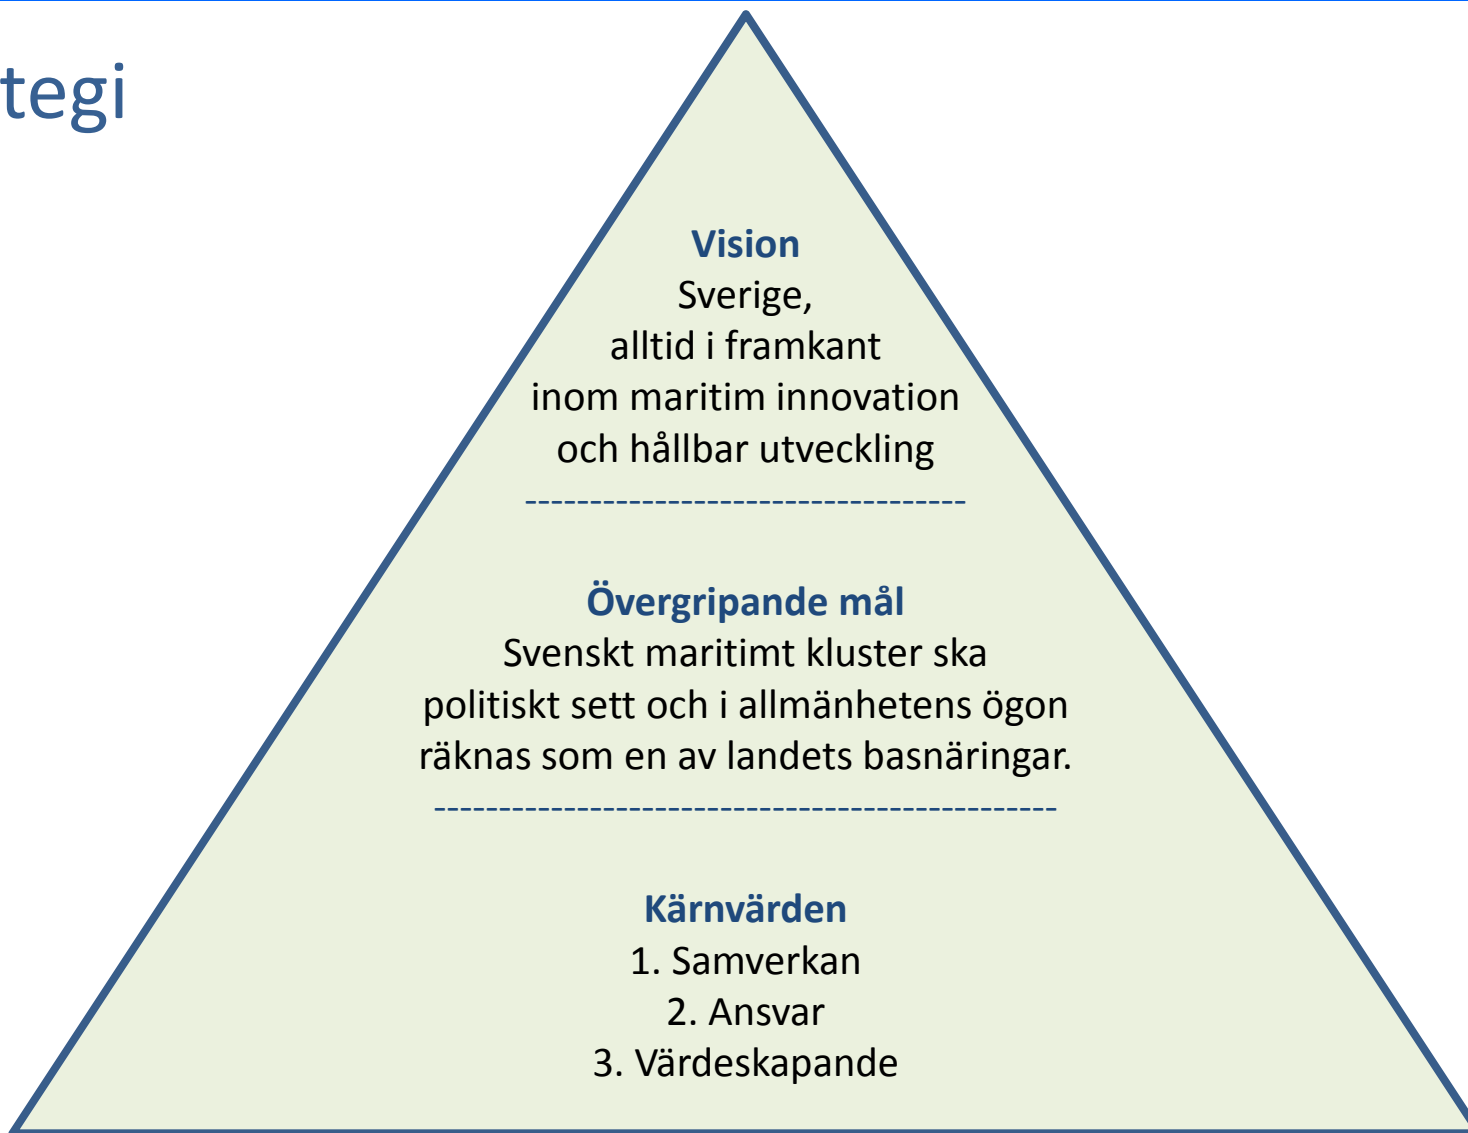 tegi
Vision
Sverige,
alltid i framkant
inom maritim innovation
och hållbar utveckling
----------------------------------
Övergripande mål
Svenskt maritimt kluster ska
politiskt sett och i allmänhetens ögon
räknas som en av landets basnäringar.
------------------------------------------------
Kärnvärden
1. Samverkan
2. Ansvar
3. Värdeskapande